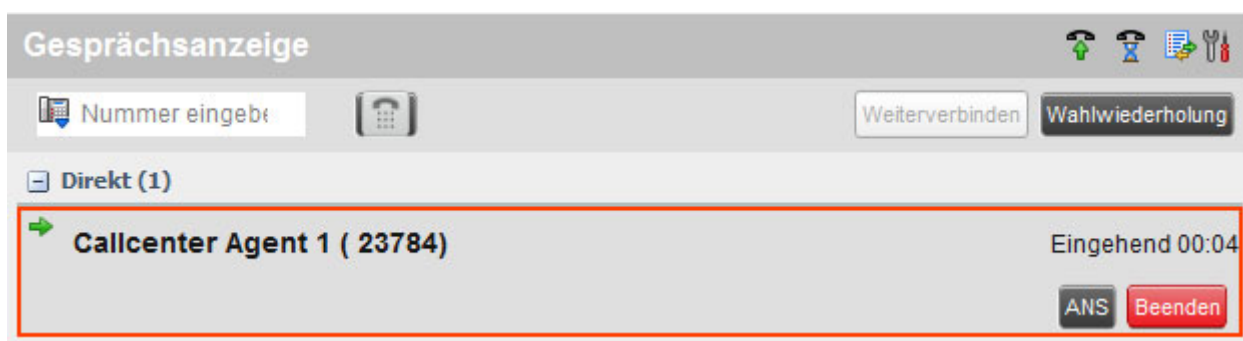 Gesprächsanzeige
Nummer eingebe
Weiterverbinden
Wahlwiederholung
Direkt (1)
Callcenter Agent 1 ( 23784)
Eingehend 00:04
ANS
Beenden